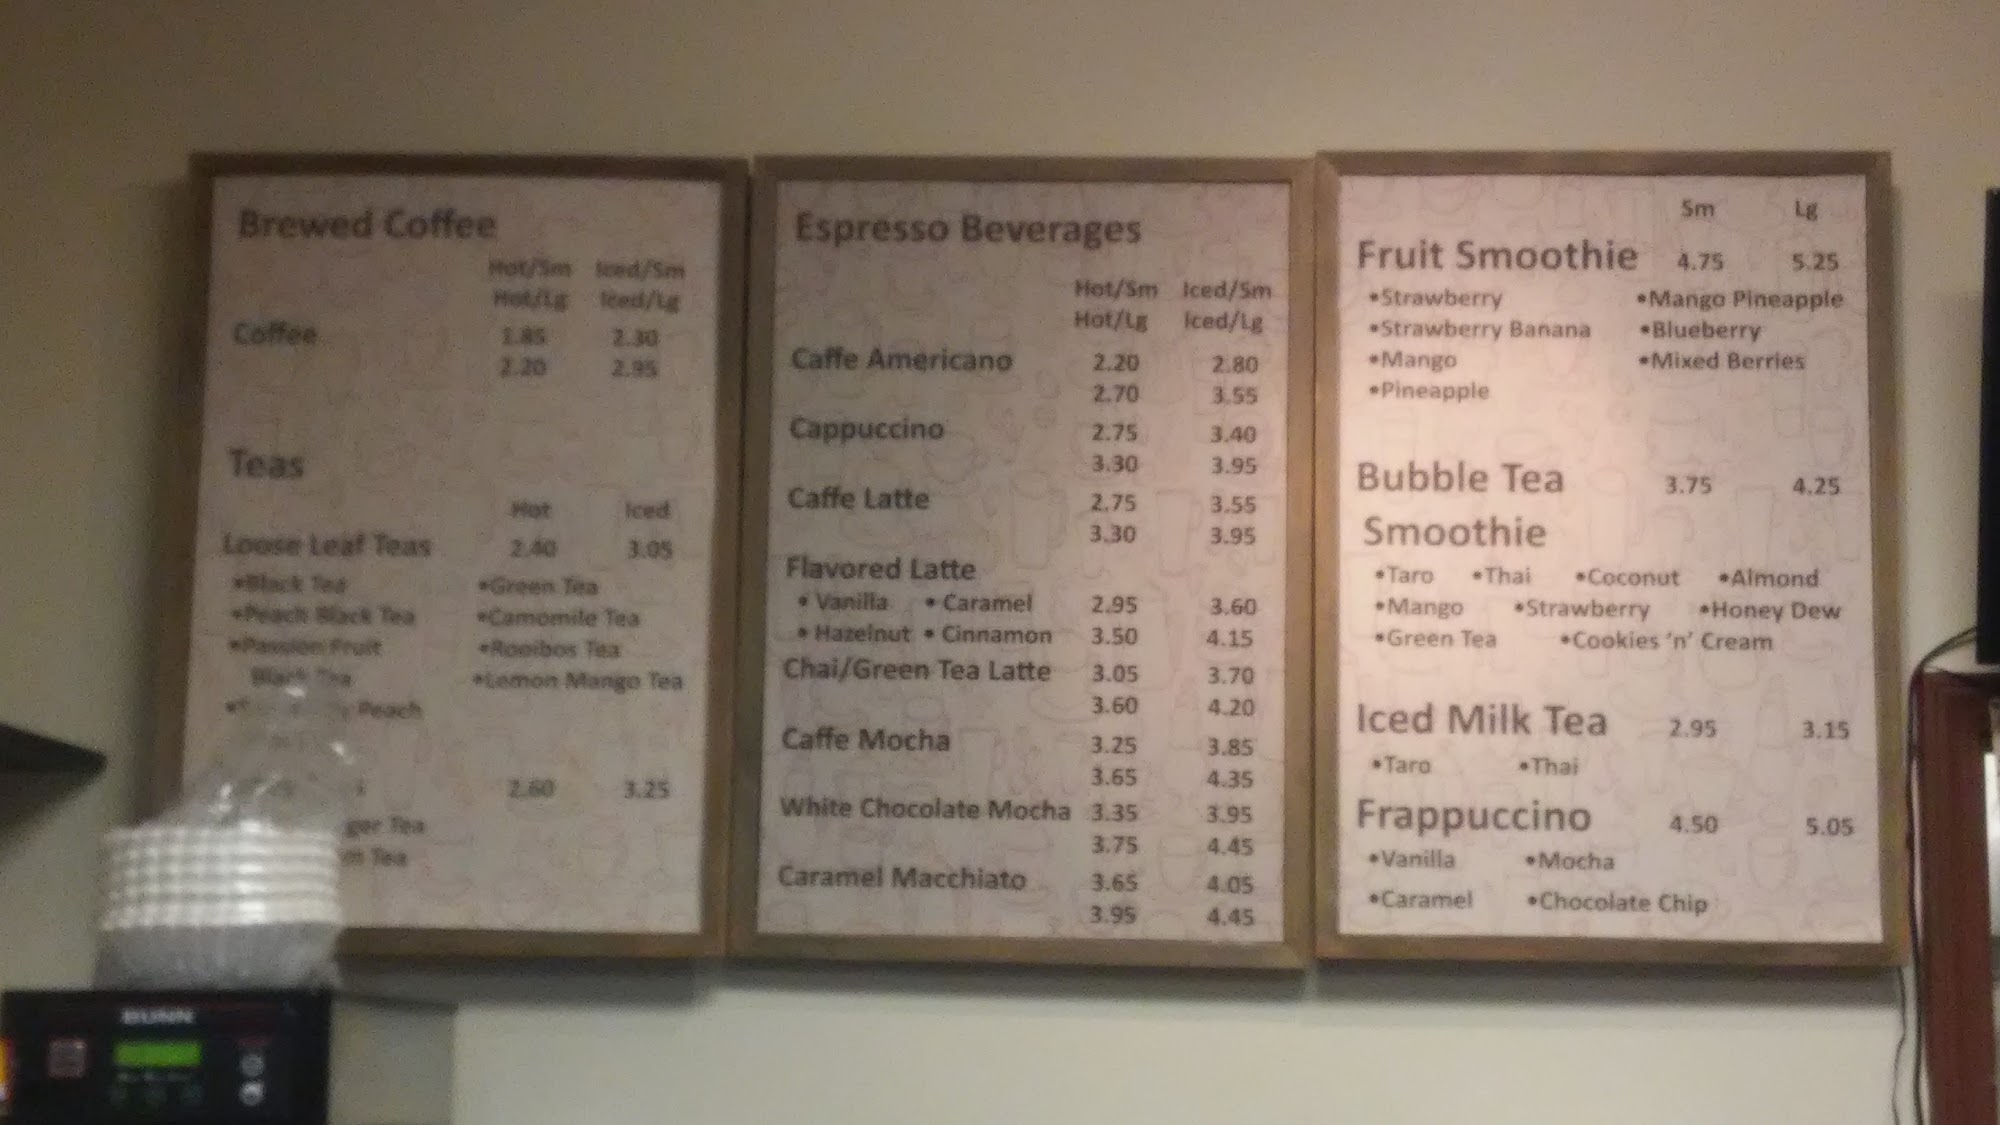 Brewed Coffee
Hot/Sm Iced/Sm
Hot/Lg Iced/Lg
Coffee 1.85 2.30
2.20 2.95
Teas
Hot Iced
Loose Leaf Teas 2.40 3.05
•Black Tea •Green Tea
•Peach Black Tea •Camomile Tea
•Passion Fruit •Rooibos Tea
Black Tea •Lemon Mango Tea
Peach
2.60 3.25
Tea
Tea
Espresso Beverages
Hot/Sm Iced/Sm
Hot/Lg Iced/Lg
Caffe Americano 2.20 2.80
2.70 3.55
Cappuccino 2.75 3.40
3.30 3.95
Caffe Latte 2.75 3.55
3.30 3.95
Flavored Latte
• Vanilla • Caramel 2.95 3.60
• Hazelnut • Cinnamon 3.50 4.15
Chai/Green Tea Latte 3.05 3.70
3.60 4.20
Caffe Mocha 3.25 3.85
3.65 4.35
White Chocolate Mocha 3.35 3.95
3.75 4.45
Caramel Macchiato 3.65 4.05
3.95 4.45
Sm Lg
Fruit Smoothie 4.75 5.25
•Strawberry •Mango Pineapple
•Strawberry Banana •Blueberry
•Mango •Mixed Berries
•Pineapple
Bubble Tea 3.75 4.25
Smoothie
•Taro •Thai •Coconut •Almond
•Mango •Strawberry •Honey Dew
•Green Tea •Cookies 'n' Cream
Iced Milk Tea 2.95 3.15
•Taro •Thai
Frappuccino 4.50 5.05
•Vanilla •Mocha
•Caramel •Chocolate Chip
BUNN